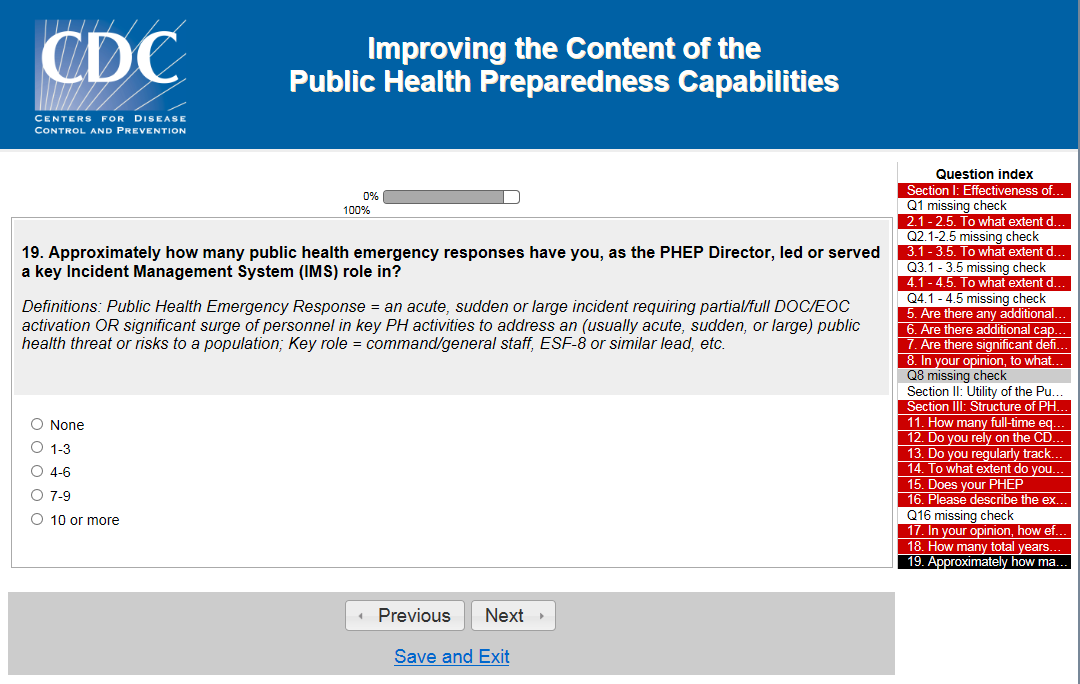 CDC
CENTERS FOR DISEASE
CONTROL AND PREVENTION
Improving the Content of the
Public Health Preparedness Capabilities
0%
100%
19. Approximately how many public health emergency responses have you, as the PHEP Director, led or served
a key Incident Management System (IMS) role in?
Definitions: Public Health Emergency Response = an acute, sudden or large incident requiring partial/full DOC/EOC
activation OR significant surge of personnel in key PH activities to address an (usually acute, sudden, or large) public
health threat or risks to a population; Key role = command/general staff, ESF-8 or similar lead, etc.
None
1-3
4-6
7-9
10 or more
Previous
Next
Save and Exit
Question index
Section I: Effectiveness of...
Q1 missing check
2.1 - 2.5. To what extent d...
Q2.1-2.5 missing check
3.1 - 3.5. To what extent d...
Q3.1 - 3.5 missing check
4.1 - 4.5. To what extent d...
Q4.1 - 4.5 missing check
5. Are there any additional...
6. Are there additional cap...
7. Are there significant defi...
8. In your opinion, to what...
Q8 missing check
Section II: Utility of the Pu...
Section III: Structure of PH...
11. How many full-time eq...
12. Do you rely on the CD...
13. Do you regularly track...
14. To what extent do you...
15. Does your PHEP
16. Please describe the ex...
Q16 missing check
17. In your opinion, how ef...
18. How many total years...
19. Approximately how ma...